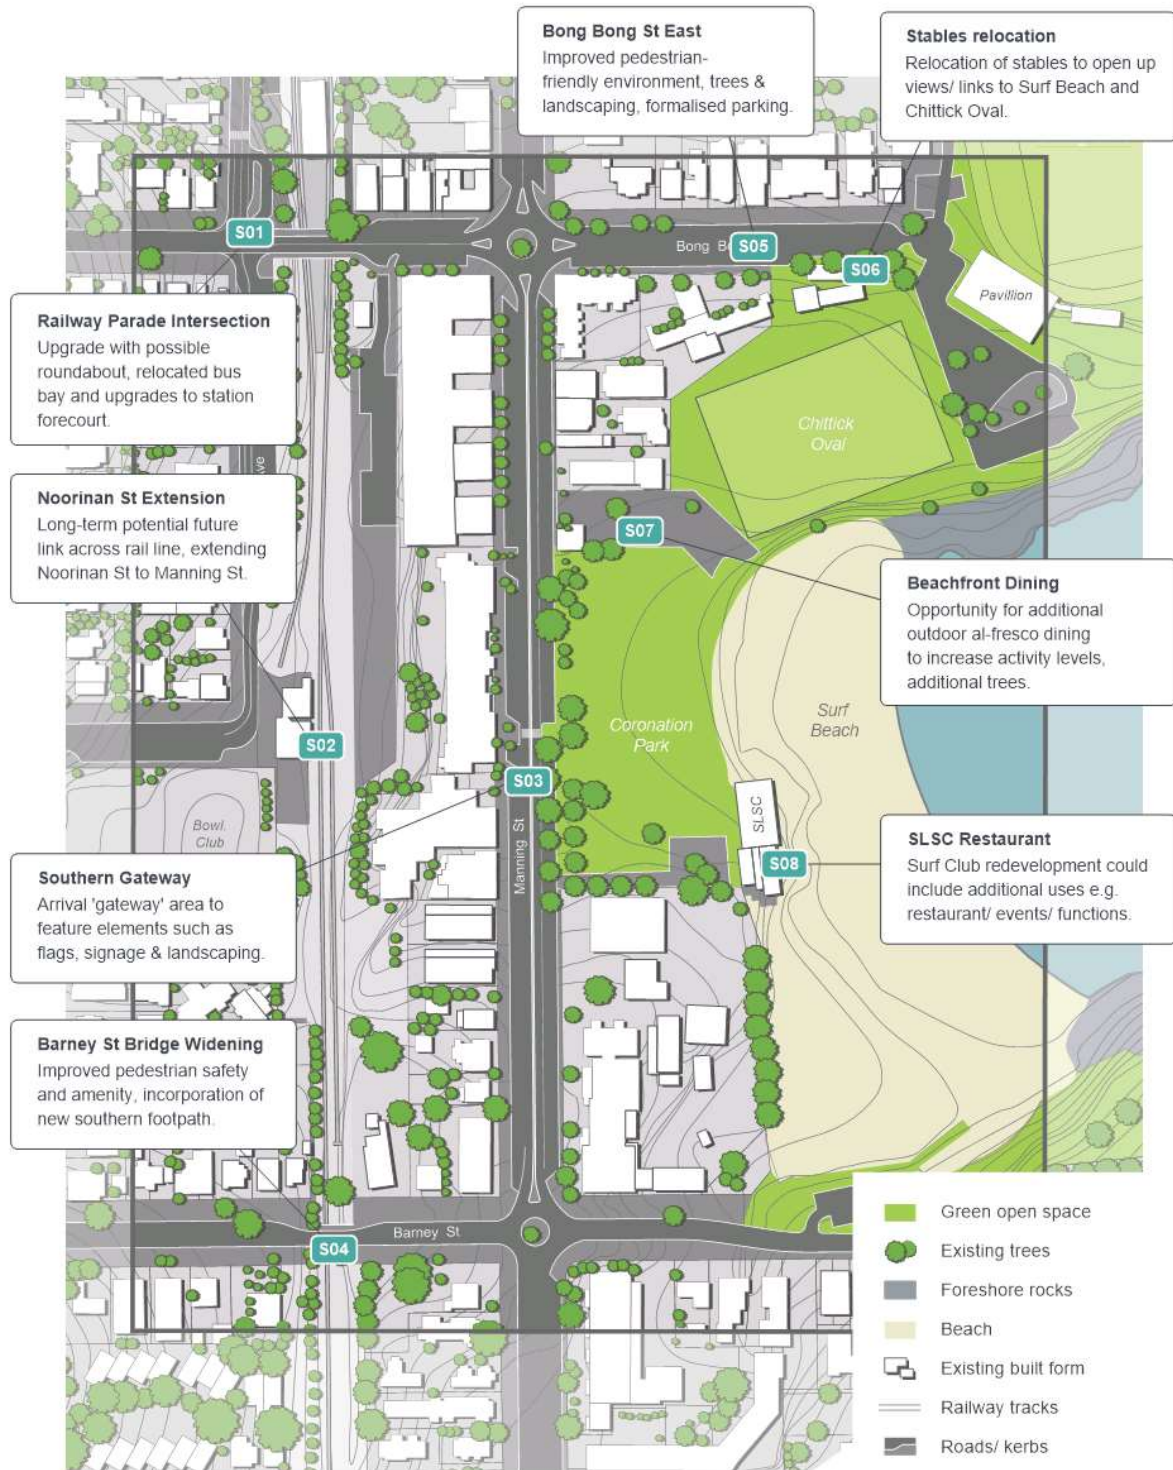 Bong Bong St East
Improved pedestrian-
friendly environment, trees &
landscaping, formalised parking.
Stables relocation
Relocation of stables to open up
views/ links to Surf Beach and
Chittick Oval.
S01
Bong B
S05
S06
Pavillion
Railway Parade Intersection
Upgrade with possible
roundabout, relocated bus
bay and upgrades to station
forecourt.
Chittick
Oval
Ave
Noorinan St Extension
Long-term potential future
link across rail line, extending
Noorinan St to Manning St.
S07
Beachfront Dining
Opportunity for additional
outdoor al-fresco dining
to increase activity levels,
additional trees.
Surf
Beach
Coronation
Park
S02
S03
Bowl.
Club
SLSC
Manning St
S08
SLSC Restaurant
Surf Club redevelopment could
include additional uses e.g.
restaurant/ events/ functions.
Southern Gateway
Arrival 'gateway' area to
feature elements such as
flags, signage & landscaping.
Barney St Bridge Widening
Improved pedestrian safety
and amenity, incorporation of
new southern footpath.
Barney St
S04
Green open space
Existing trees
Foreshore rocks
Beach
Existing built form
Railway tracks
Roads/ kerbs